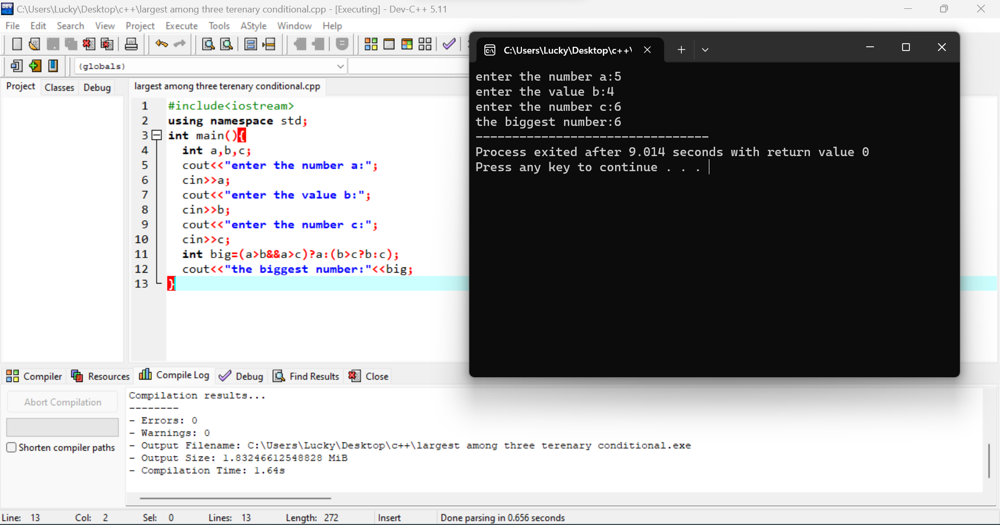 C:\Users\Lucky\Desktop\c++\largest among three terenary conditional.cpp - [Executing] - Dev-C++ 5.11
File Edit Search View Project Execute Tools AStyle Window Help
(globals)
Project Classes Debug
largest among three terenary conditional.cpp
1 #include<iostream>
2 using namespace std;
3 int main(){
4 int a,b,c;
5 cout<<"enter the number a:";
6 cin>>a;
7 cout<<"enter the value b:";
8 cin>>b;
9 cout<<"enter the number c:";
10 cin>>c;
11 int big=(a>b&&a>c)?a:(b>c?b:c);
12 cout<<"the biggest number:"<<big;
13 }
C:\Users\Lucky\Desktop\c++\
enter the number a:5
enter the value b:4
enter the number c:6
the biggest number:6
--------------------------------
Process exited after 9.014 seconds with return value 0
Press any key to continue . . .
Compiler Resources Compile Log Debug Find Results Close
Abort Compilation
Shorten compiler paths
Compilation results...
--------
- Errors: 0
- Warnings: 0
- Output Filename: C:\Users\Lucky\Desktop\c++\largest among three terenary conditional.exe
- Output Size: 1.83246612548828 MiB
- Compilation Time: 1.64s
Line: 13 Col: 2 Sel: 0 Lines: 13 Length: 272 Insert Done parsing in 0.656 seconds